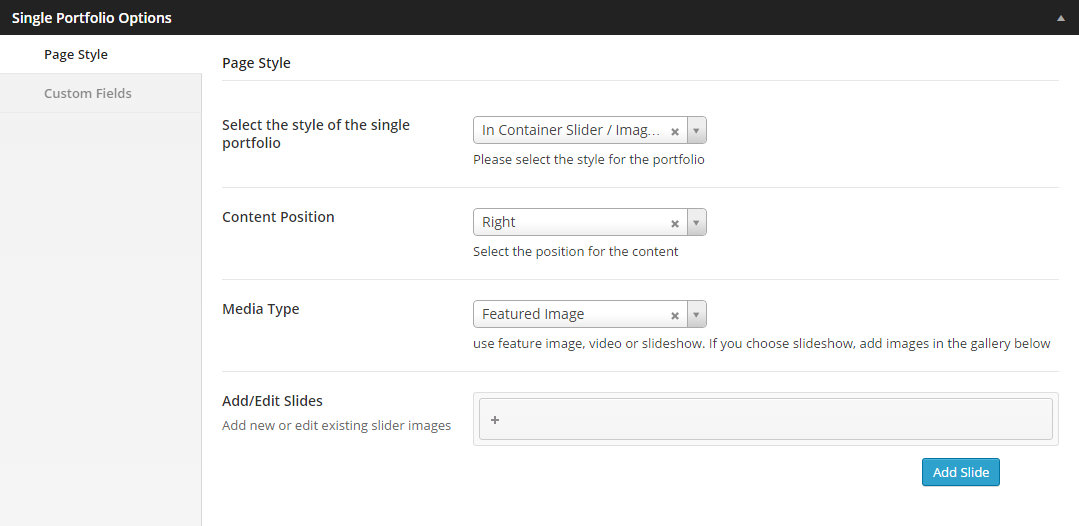 Single Portfolio Options
Page Style
Custom Fields
Page Style
Select the style of the single
portfolio
In Container Slider / Imag...
Please select the style for the portfolio
Content Position
Right
Select the position for the content
Media Type
Featured Image
use feature image, video or slideshow. If you choose slideshow, add images in the gallery below
Add/Edit Slides
Add new or edit existing slider images
+
Add Slide